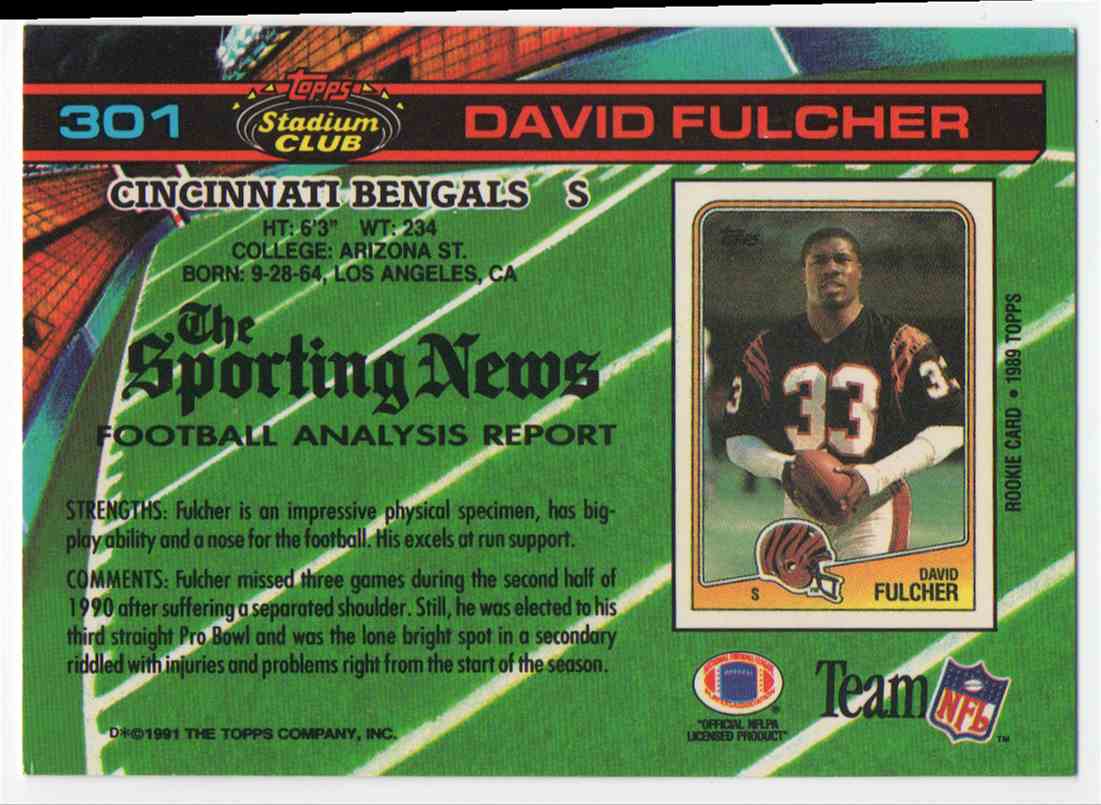 301
Topps
Stadium
CLUB
DAVID FULCHER
CINCINNATI BENGALS S
HT: 6'3" WT: 234
COLLEGE: ARIZONA ST.
BORN: 9-28-64, LOS ANGELES, CA
The
Sporting News
FOOTBALL ANALYSIS REPORT
STRENGTHS: Fulcher is an impressive physical specimen, has big-
play ability and a nose for the football. His excels at run support.
COMMENTS: Fulcher missed three games during the second half of
1990 after suffering a separated shoulder. Still, he was elected to his
third straight Pro Bowl and was the lone bright spot in a secondary
riddled with injuries and problems right from the start of the season.
D*©1991 THE TOPPS COMPANY, INC.
TOPPS
33
33
3
S
DAVID
FULCHER
ROOKIE CARD • 1989 TOPPS
®
"OFFICIAL NFLPA
LICENSED PRODUCT"
Team
NFL
™